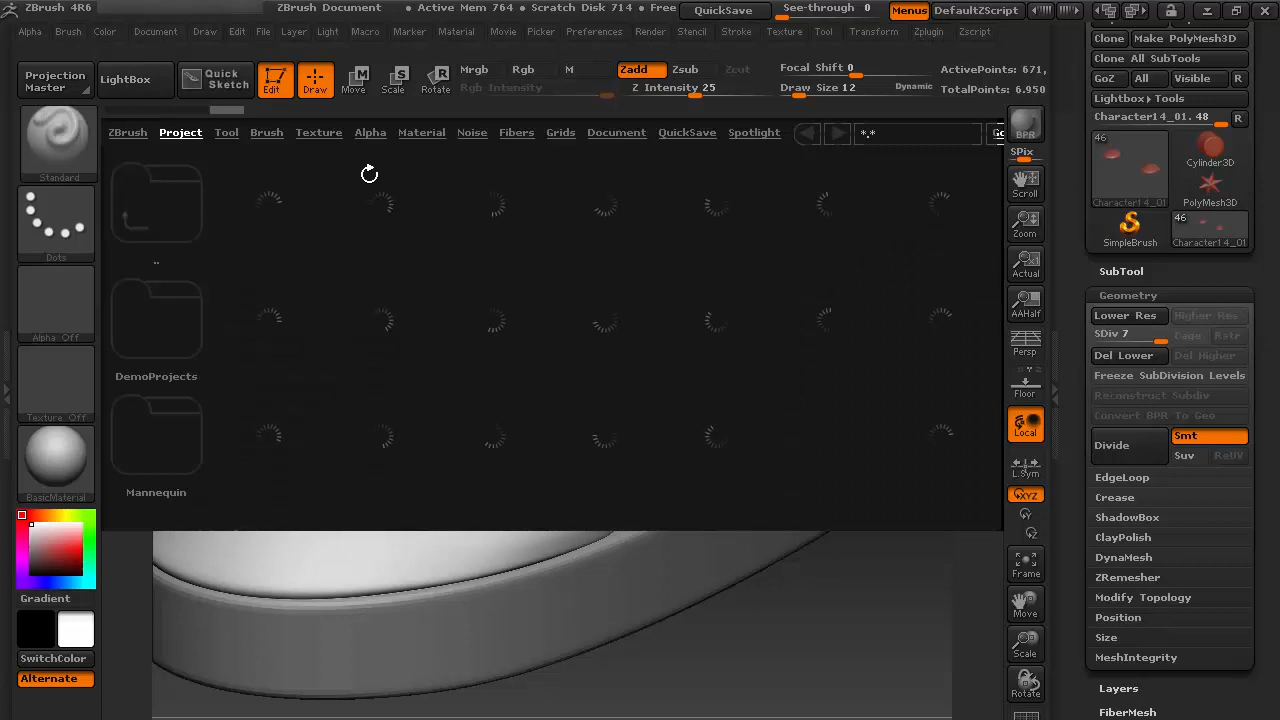 ZBrush 4R6 ZBrush Document • Active Mem 764 • Scratch Disk 714 • Free QuickSave See-through 0 Menus DefaultZScript
Alpha Brush Color Document Draw Edit File Layer Light Macro Marker Material Movie Picker Preferences Render Stencil Stroke Texture Tool Transform Zplugin Zscript
Projection Master
LightBox
Quick Sketch
Edit
Draw
Move
Scale
Rotate
Mrgb Rgb M
Rgb Intensity
Zadd Zsub Zcut
Z Intensity 25
Focal Shift 0
Draw Size 12 Dynamic
ActivePoints: 671,
TotalPoints: 6.950
ZBrush Project Tool Brush Texture Alpha Material Noise Fibers Grids Document QuickSave Spotlight *.*
..
DemoProjects
Mannequin
Standard
Dots
Alpha Off
Texture Off
BasicMaterial
Gradient
SwitchColor
Alternate
BPR
SPix
Scroll
Zoom
Actual
AAHalf
Persp
Floor
Local
L.Sym
XYZ
Y
Z
Frame
Move
Scale
Rotate
Clone Make PolyMesh3D
Clone All SubTools
GoZ All Visible R
Lightbox▸Tools
Character14_01. 48 R
46
Cylinder3D
Character14_01
PolyMesh3D
SimpleBrush
46
Character14_01
SubTool
Geometry
Lower Res Higher Res
SDiv 7 Cage Rstr
Del Lower Del Higher
Freeze SubDivision Levels
Reconstruct Subdiv
Convert BPR To Geo
Divide Smt
Suv ReUV
EdgeLoop
Crease
ShadowBox
ClayPolish
DynaMesh
ZRemesher
Modify Topology
Position
Size
MeshIntegrity
Layers
FiberMesh